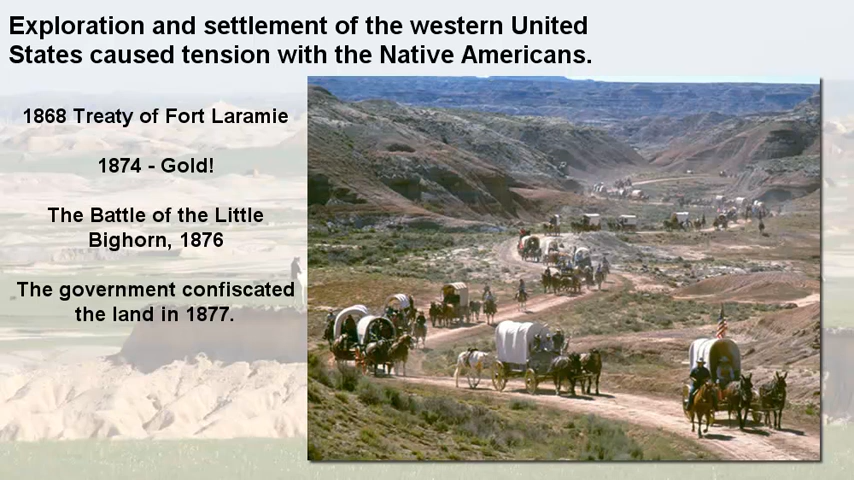 Exploration and settlement of the western United
States caused tension with the Native Americans.
1868 Treaty of Fort Laramie
1874 - Gold!
The Battle of the Little
Bighorn, 1876
The government confiscated
the land in 1877.